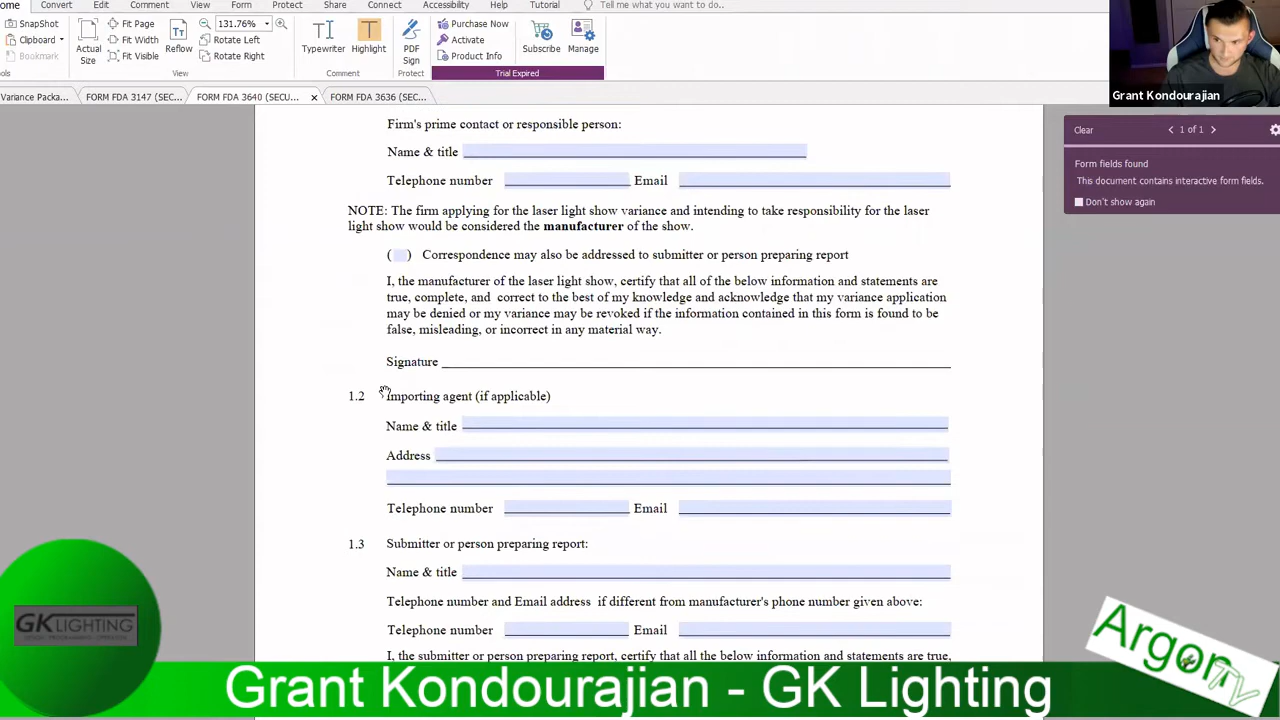 ome Convert Edit Comment View Form Protect Share Connect Accessibility Help Tutorial Tell me what you want to do...
SnapShot
Clipboard
Bookmark
ols
Actual Size
Fit Page
Fit Width
Fit Visible
Reflow
131.76%
Rotate Left
Rotate Right
View
Typewriter
Highlight
Comment
PDF Sign
Protect
Purchase Now
Activate
Product Info
Subscribe
Manage
Trial Expired
Grant Kondourajian
Variance Packa...
FORM FDA 3147 (SEC...
FORM FDA 3640 (SECU...
FORM FDA 3636 (SEC...
Clear 1 of 1
Form fields found
This document contains interactive form fields.
Don't show again
Firm's prime contact or responsible person:
Name & title
Telephone number Email
NOTE: The firm applying for the laser light show variance and intending to take responsibility for the laser
light show would be considered the manufacturer of the show.
( ) Correspondence may also be addressed to submitter or person preparing report
I, the manufacturer of the laser light show, certify that all of the below information and statements are
true, complete, and correct to the best of my knowledge and acknowledge that my variance application
may be denied or my variance may be revoked if the information contained in this form is found to be
false, misleading, or incorrect in any material way.
Signature
1.2 Importing agent (if applicable)
Name & title
Address
Telephone number Email
1.3 Submitter or person preparing report:
Name & title
Telephone number and Email address if different from manufacturer's phone number given above:
Telephone number Email
I, the submitter or person preparing report, certify that all the below information and statements are true,
GK LIGHTING
Argon TV
Grant Kondourajian - GK Lighting